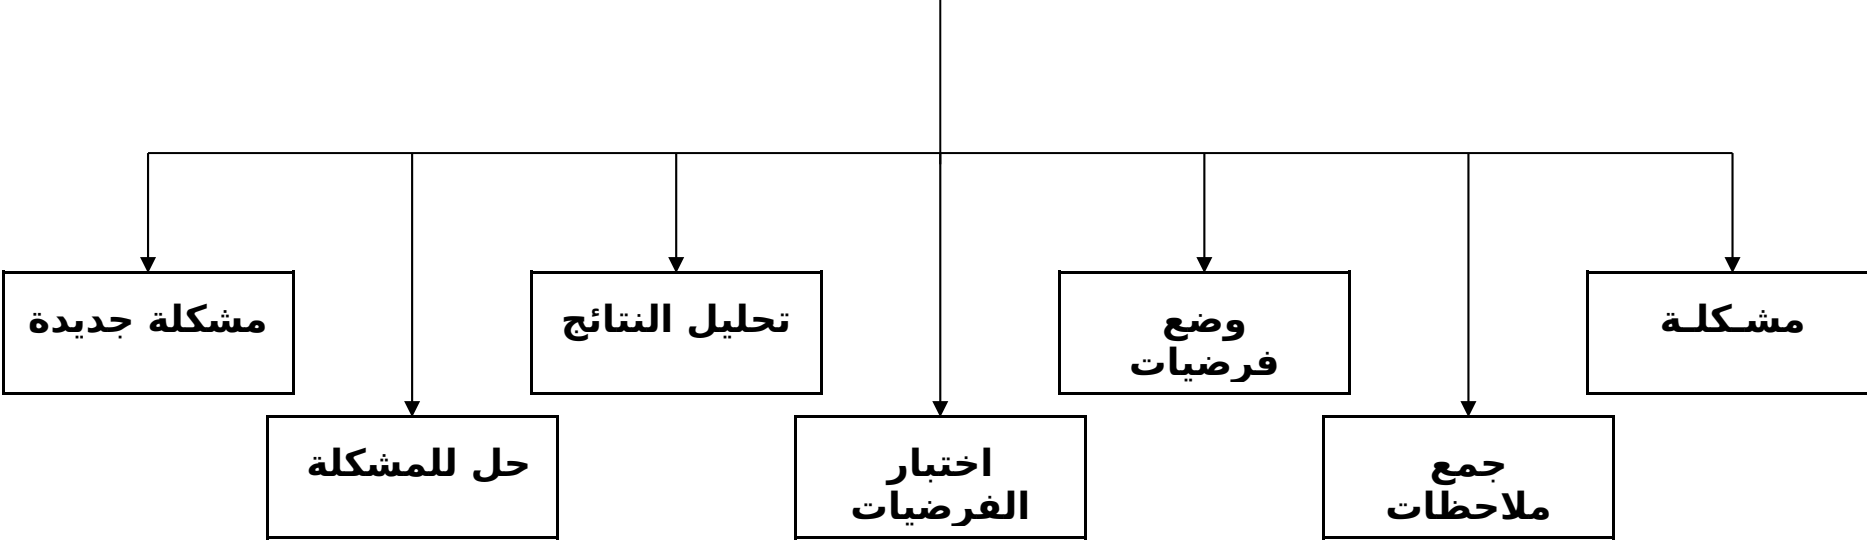 مشـكلـة
جمع
ملاحظات
وضع
فرضيات
اختبار
الفرضيات
تحليل النتائج
حل للمشكلة
مشكلة جديدة